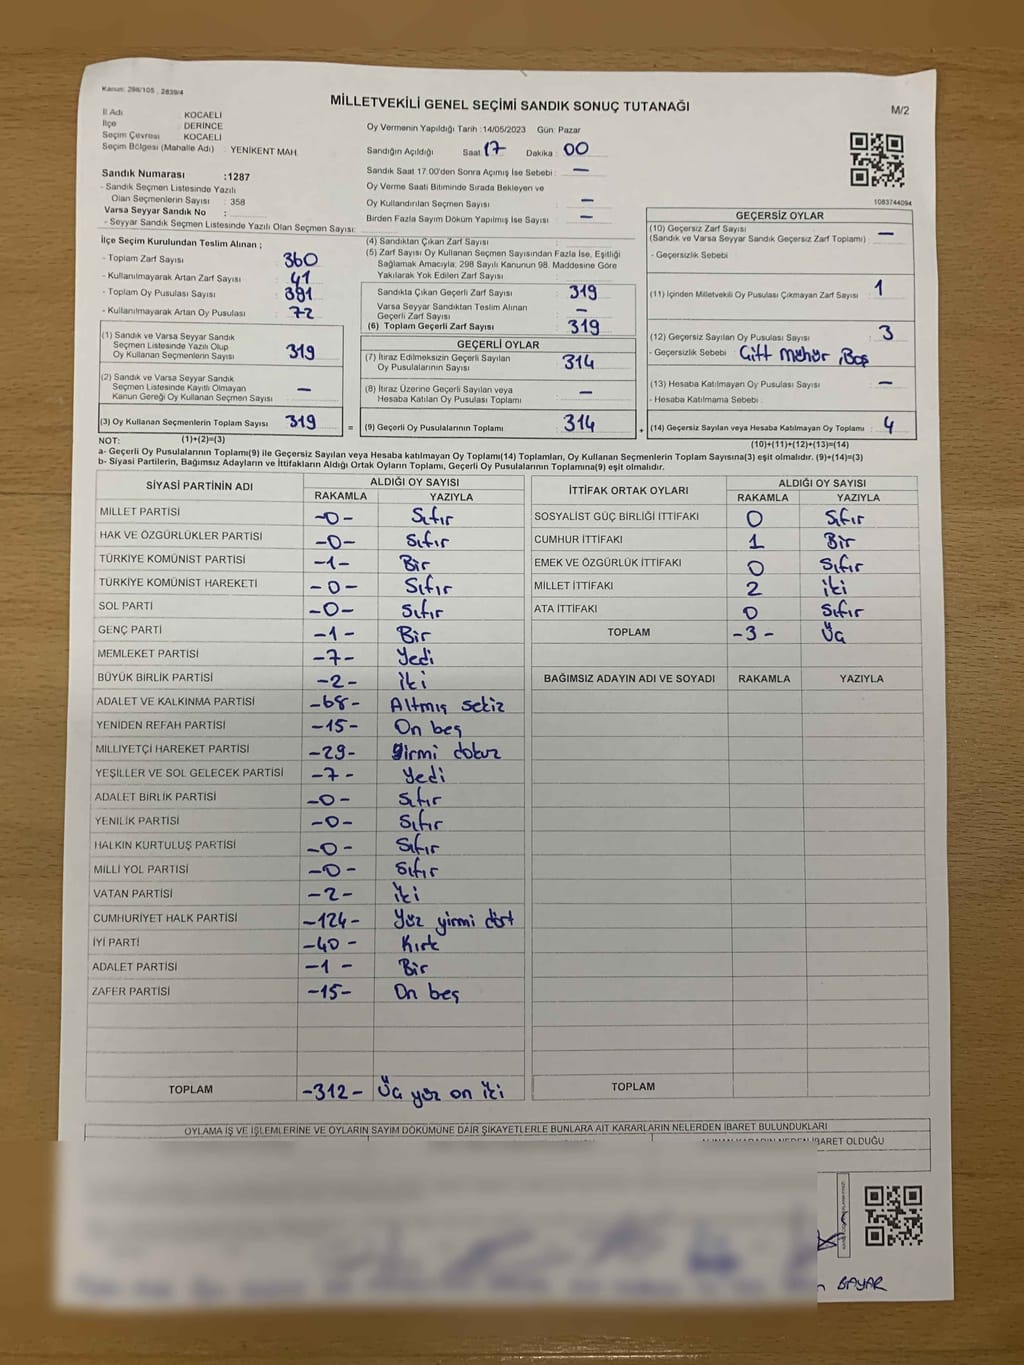 Kanun: 298/105 , 2839/4
MİLLETVEKİLİ GENEL SEÇİMİ SANDIK SONUÇ TUTANAĞI
M/2
İl Adı : KOCAELİ
İlçe : DERİNCE
Seçim Çevresi : KOCAELİ
Seçim Bölgesi (Mahalle Adı) : YENİKENT MAH.
Sandık Numarası :1287
- Sandık Seçmen Listesinde Yazılı
Olan Seçmenlerin Sayısı : 358
Varsa Seyyar Sandık No :
- Seyyar Sandık Seçmen Listesinde Yazılı Olan Seçmen Sayısı:
Oy Vermenin Yapıldığı Tarih :14/05/2023 Gün: Pazar
Sandığın Açıldığı Saat 17 Dakika : 00
Sandık Saat 17.00'den Sonra Açımış İse Sebebi : —
Oy Verme Saati Bitiminde Sırada Bekleyen ve
Oy Kullandırılan Seçmen Sayısı : —
Birden Fazla Sayım Döküm Yapılmış İse Sayısı : —
1083744094
İlçe Seçim Kurulundan Teslim Alınan ;
- Toplam Zarf Sayısı : 360
- Kullanılmayarak Artan Zarf Sayısı : 41
- Toplam Oy Pusulası Sayısı : 391
- Kullanılmayarak Artan Oy Pusulası : 72
(1) Sandık ve Varsa Seyyar Sandık
Seçmen Listesinde Yazılı Olup
Oy Kullanan Seçmenlerin Sayısı : 319
(2) Sandık ve Varsa Seyyar Sandık
Seçmen Listesinde Kayıtlı Olmayan
Kanun Gereği Oy Kullanan Seçmen Sayısı : —
(3) Oy Kullanan Seçmenlerin Toplam Sayısı : 319
(1)+(2)=(3)
(4) Sandıktan Çıkan Zarf Sayısı :
(5) Zarf Sayısı Oy Kullanan Seçmen Sayısından Fazla İse, Eşitliği
Sağlamak Amacıyla, 298 Sayılı Kanunun 98. Maddesine Göre
Yakılarak Yok Edilen Zarf Sayısı :
Sandıkta Çıkan Geçerli Zarf Sayısı : 319
Varsa Seyyar Sandıktan Teslim Alınan
Geçerli Zarf Sayısı : —
(6) Toplam Geçerli Zarf Sayısı : 319
GEÇERLİ OYLAR
(7) İtiraz Edilmeksizin Geçerli Sayılan
Oy Pusulalarının Sayısı : 314
(8) İtiraz Üzerine Geçerli Sayılan veya
Hesaba Katılan Oy Pusulası Toplamı : —
= (9) Geçerli Oy Pusulalarının Toplamı : 314
GEÇERSİZ OYLAR
(10) Geçersiz Zarf Sayısı
(Sandık ve Varsa Seyyar Sandık Geçersiz Zarf Toplamı) : —
- Geçersizlik Sebebi
(11) İçinden Milletvekili Oy Pusulası Çıkmayan Zarf Sayısı : 1
(12) Geçersiz Sayılan Oy Pusulası Sayısı : 3
- Geçersizlik Sebebi : Çift Mühür, Boş
(13) Hesaba Katılmayan Oy Pusulası Sayısı : —
- Hesaba Katılmama Sebebi :
+ (14) Geçersiz Sayılan veya Hesaba Katılmayan Oy Toplamı : 4
(10)+(11)+(12)+(13)=(14)
NOT:
a- Geçerli Oy Pusulalarının Toplamı(9) ile Geçersiz Sayılan veya Hesaba katılmayan Oy Toplamı(14) Toplamları, Oy Kullanan Seçmenlerin Toplam Sayısına(3) eşit olmalıdır. (9)+(14)=(3)
b- Siyasi Partilerin, Bağımsız Adayların ve İttifakların Aldığı Ortak Oyların Toplamı, Geçerli Oy Pusulalarının Toplamına(9) eşit olmalıdır.
SİYASİ PARTİNİN ADI ALDIĞI OY SAYISI
RAKAMLA YAZIYLA
MİLLET PARTİSİ -0- Sıfır
HAK VE ÖZGÜRLÜKLER PARTİSİ -0- Sıfır
TÜRKİYE KOMÜNİST PARTİSİ -1- Bir
TÜRKİYE KOMÜNİST HAREKETİ -0- Sıfır
SOL PARTİ -0- Sıfır
GENÇ PARTİ -1- Bir
MEMLEKET PARTİSİ -7- Yedi
BÜYÜK BİRLİK PARTİSİ -2- iki
ADALET VE KALKINMA PARTİSİ -68- Altmış sekiz
YENİDEN REFAH PARTİSİ -15- On beş
MİLLİYETÇİ HAREKET PARTİSİ -29- yirmi dokuz
YEŞİLLER VE SOL GELECEK PARTİSİ -7- Yedi
ADALET BİRLİK PARTİSİ -0- Sıfır
YENİLİK PARTİSİ -0- Sıfır
HALKIN KURTULUŞ PARTİSİ -0- Sıfır
MİLLİ YOL PARTİSİ -0- Sıfır
VATAN PARTİSİ -2- iki
CUMHURİYET HALK PARTİSİ -124- Yüz yirmi dört
İYİ PARTİ -40- Kırk
ADALET PARTİSİ -1- Bir
ZAFER PARTİSİ -15- On beş
TOPLAM -312- Üç yüz on iki
İTTİFAK ORTAK OYLARI ALDIĞI OY SAYISI
RAKAMLA YAZIYLA
SOSYALİST GÜÇ BİRLİĞİ İTTİFAKI 0 Sıfır
CUMHUR İTTİFAKI 1 Bir
EMEK VE ÖZGÜRLÜK İTTİFAKI 0 Sıfır
MİLLET İTTİFAKI 2 iki
ATA İTTİFAKI 0 Sıfır
TOPLAM -3- Üç
BAĞIMSIZ ADAYIN ADI VE SOYADI RAKAMLA YAZIYLA
TOPLAM
OYLAMA İŞ VE İŞLEMLERİNE VE OYLARIN SAYIM DÖKÜMÜNE DAİR ŞİKAYETLERLE BUNLARA AİT KARARLARIN NELERDEN İBARET BULUNDUKLARI
İBARET OLDUĞU
BAYAR